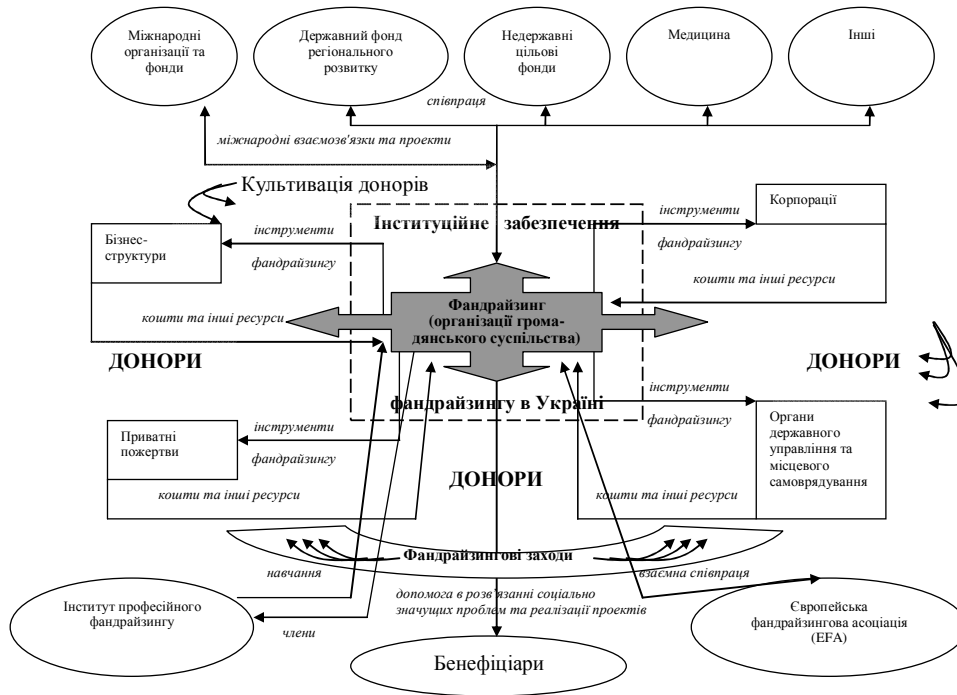 Міжнародні
організації та
фонди
Державний фонд
регіонального
розвитку
Недержавні
цільові
фонди
Медицина
Інші
співпраця
міжнародні взаємозв'язки та проекти
Культивація донорів
Інституційне забезпечення
Корпорації
інструменти
фандрайзингу
Бізнес-
структури
інструменти
фандрайзингу
кошти та інші ресурси
кошти та інші ресурси
Фандрайзинг
(організації грома-
дянського суспільства)
ДОНОРИ
ДОНОРИ
фандрайзингу в Україні
інструменти
фандрайзингу
Приватні
пожертви
інструменти
фандрайзингу
Органи
державного
управління та
місцевого
самоврядування
ДОНОРИ
кошти та інші ресурси
кошти та інші ресурси
Фандрайзингові заходи
навчання
взаємна співпраця
допомога в розв'язанні соціально
значущих проблем та реалізації проектів
Інститут професійного
фандрайзингу
члени
Європейська
фандрайзингова асоціація
(EFA)
Бенефіціари